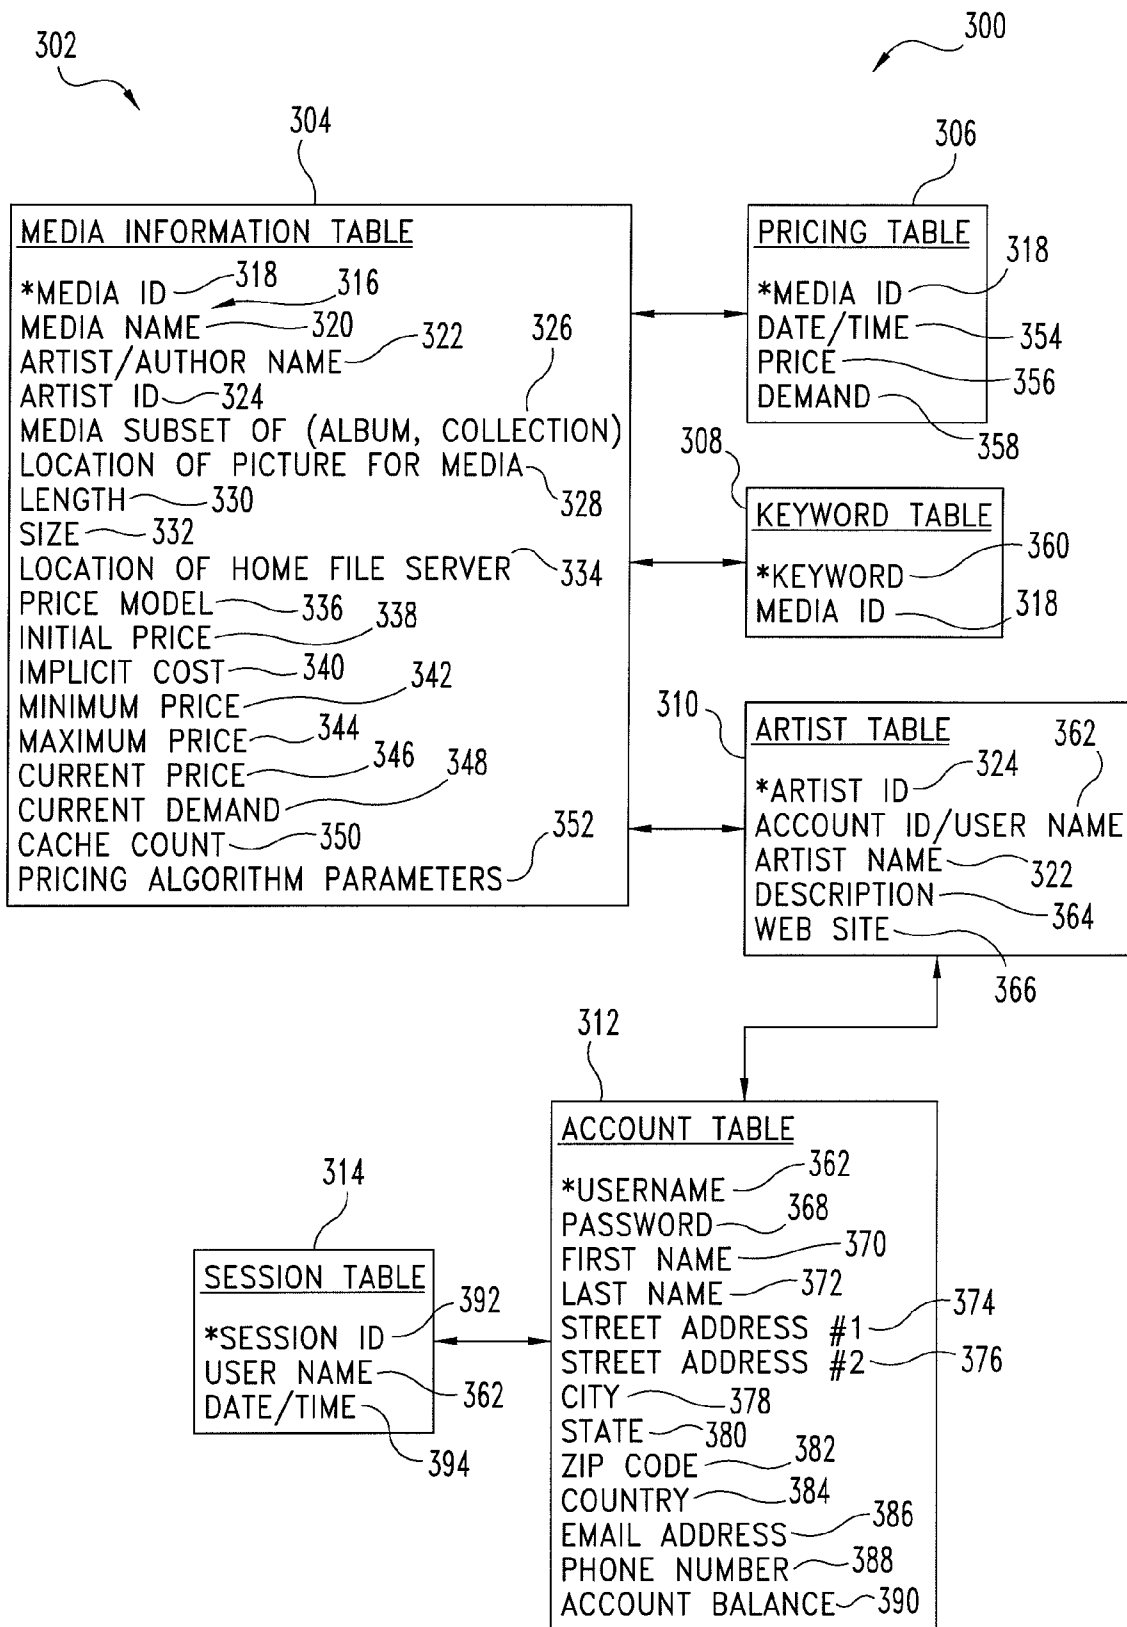 302
300
304
MEDIA INFORMATION TABLE
*MEDIA ID 318
316
MEDIA NAME 320
ARTIST/AUTHOR NAME 322
326
ARTIST ID 324
MEDIA SUBSET OF (ALBUM, COLLECTION)
LOCATION OF PICTURE FOR MEDIA 328
LENGTH 330
SIZE 332
LOCATION OF HOME FILE SERVER 334
PRICE MODEL 336
INITIAL PRICE 338
IMPLICIT COST 340
MINIMUM PRICE 342
MAXIMUM PRICE 344
CURRENT PRICE 346
CURRENT DEMAND 348
CACHE COUNT 350
PRICING ALGORITHM PARAMETERS 352
306
PRICING TABLE
*MEDIA ID 318
DATE/TIME 354
PRICE 356
DEMAND 358
308
KEYWORD TABLE
*KEYWORD 360
MEDIA ID 318
310
ARTIST TABLE
362
*ARTIST ID 324
ACCOUNT ID/USER NAME
ARTIST NAME 322
DESCRIPTION 364
WEB SITE 366
312
ACCOUNT TABLE
*USERNAME 362
PASSWORD 368
FIRST NAME 370
LAST NAME 372
STREET ADDRESS #1 374
STREET ADDRESS #2 376
CITY 378
STATE 380
ZIP CODE 382
COUNTRY 384
EMAIL ADDRESS 386
PHONE NUMBER 388
ACCOUNT BALANCE 390
314
SESSION TABLE
*SESSION ID 392
USER NAME 362
DATE/TIME 394